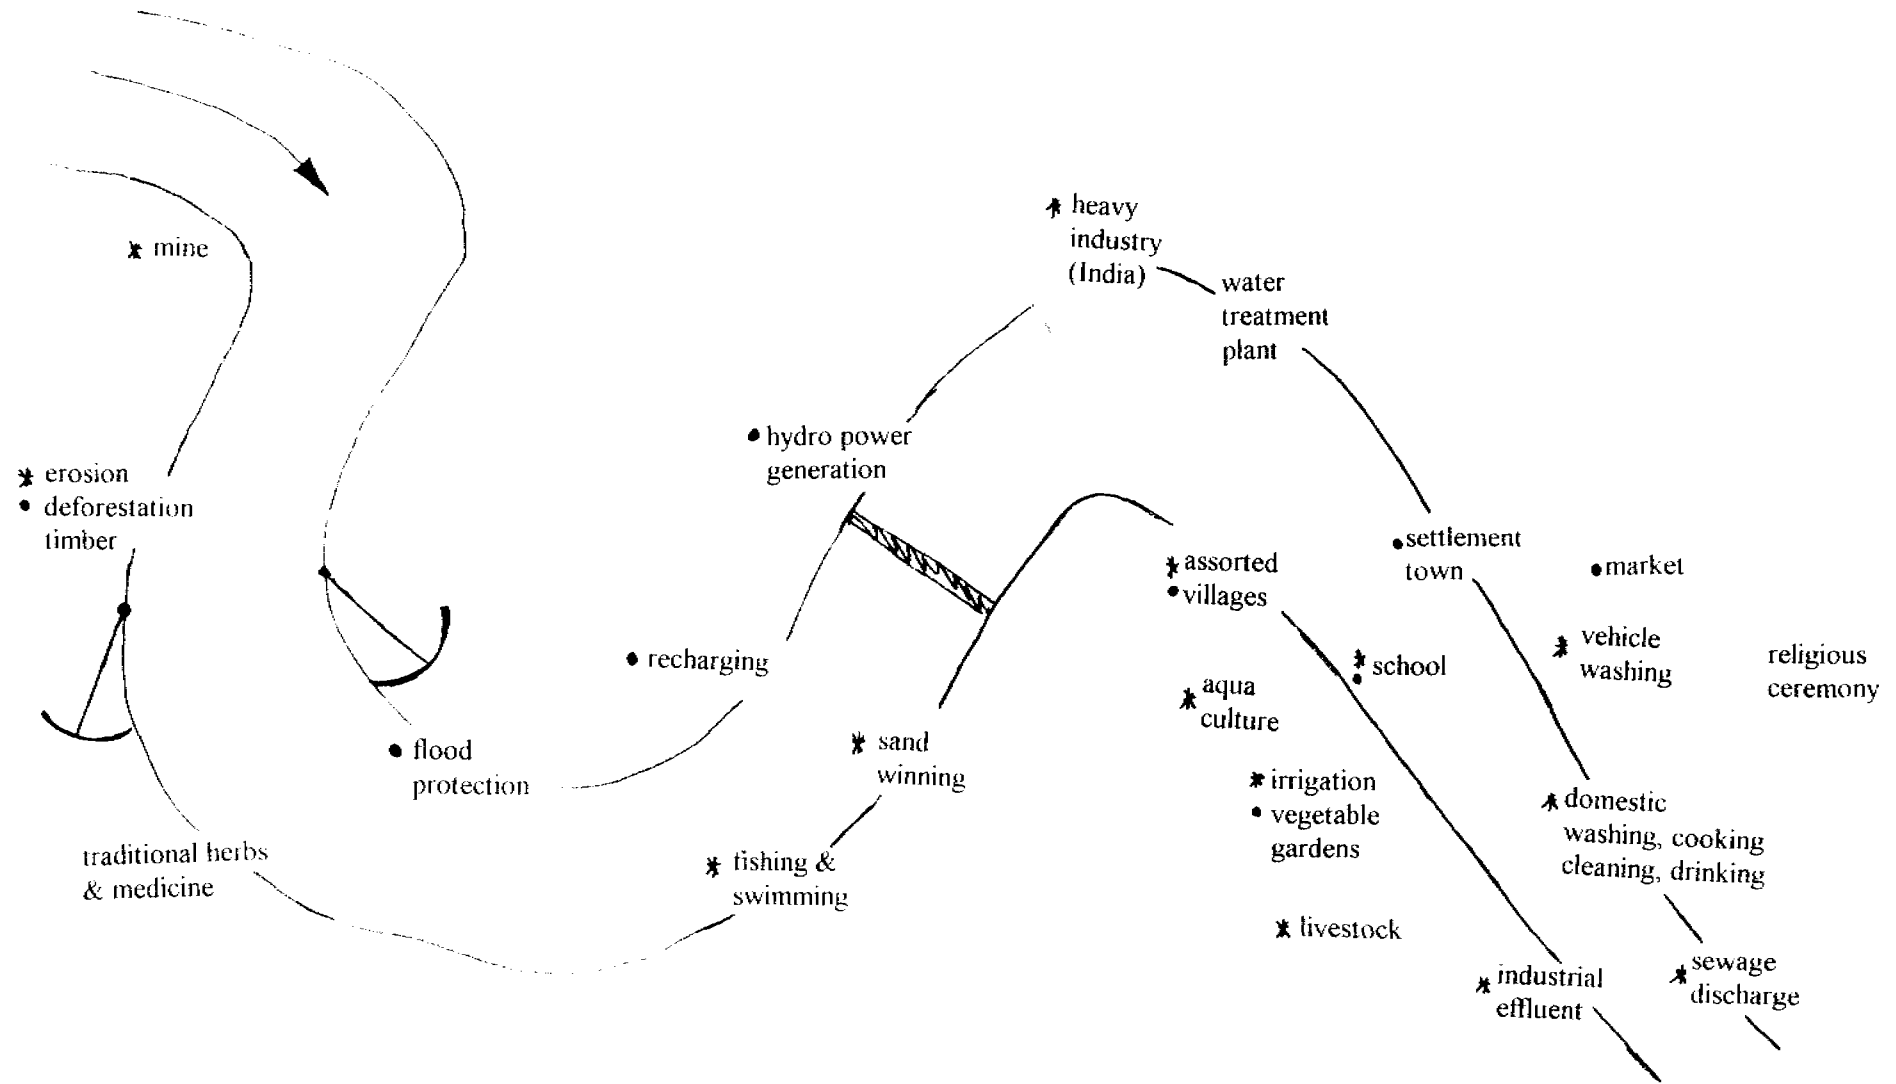 mine
erosion
deforestation
timber
traditional herbs
& medicine
flood
protection
recharging
hydro power
generation
sand
winning
fishing &
swimming
heavy
industry
(India)
water
treatment
plant
assorted
villages
settlement
town
market
school
vehicle
washing
religious
ceremony
aqua
culture
irrigation
vegetable
gardens
domestic
washing, cooking
cleaning, drinking
livestock
industrial
effluent
sewage
discharge